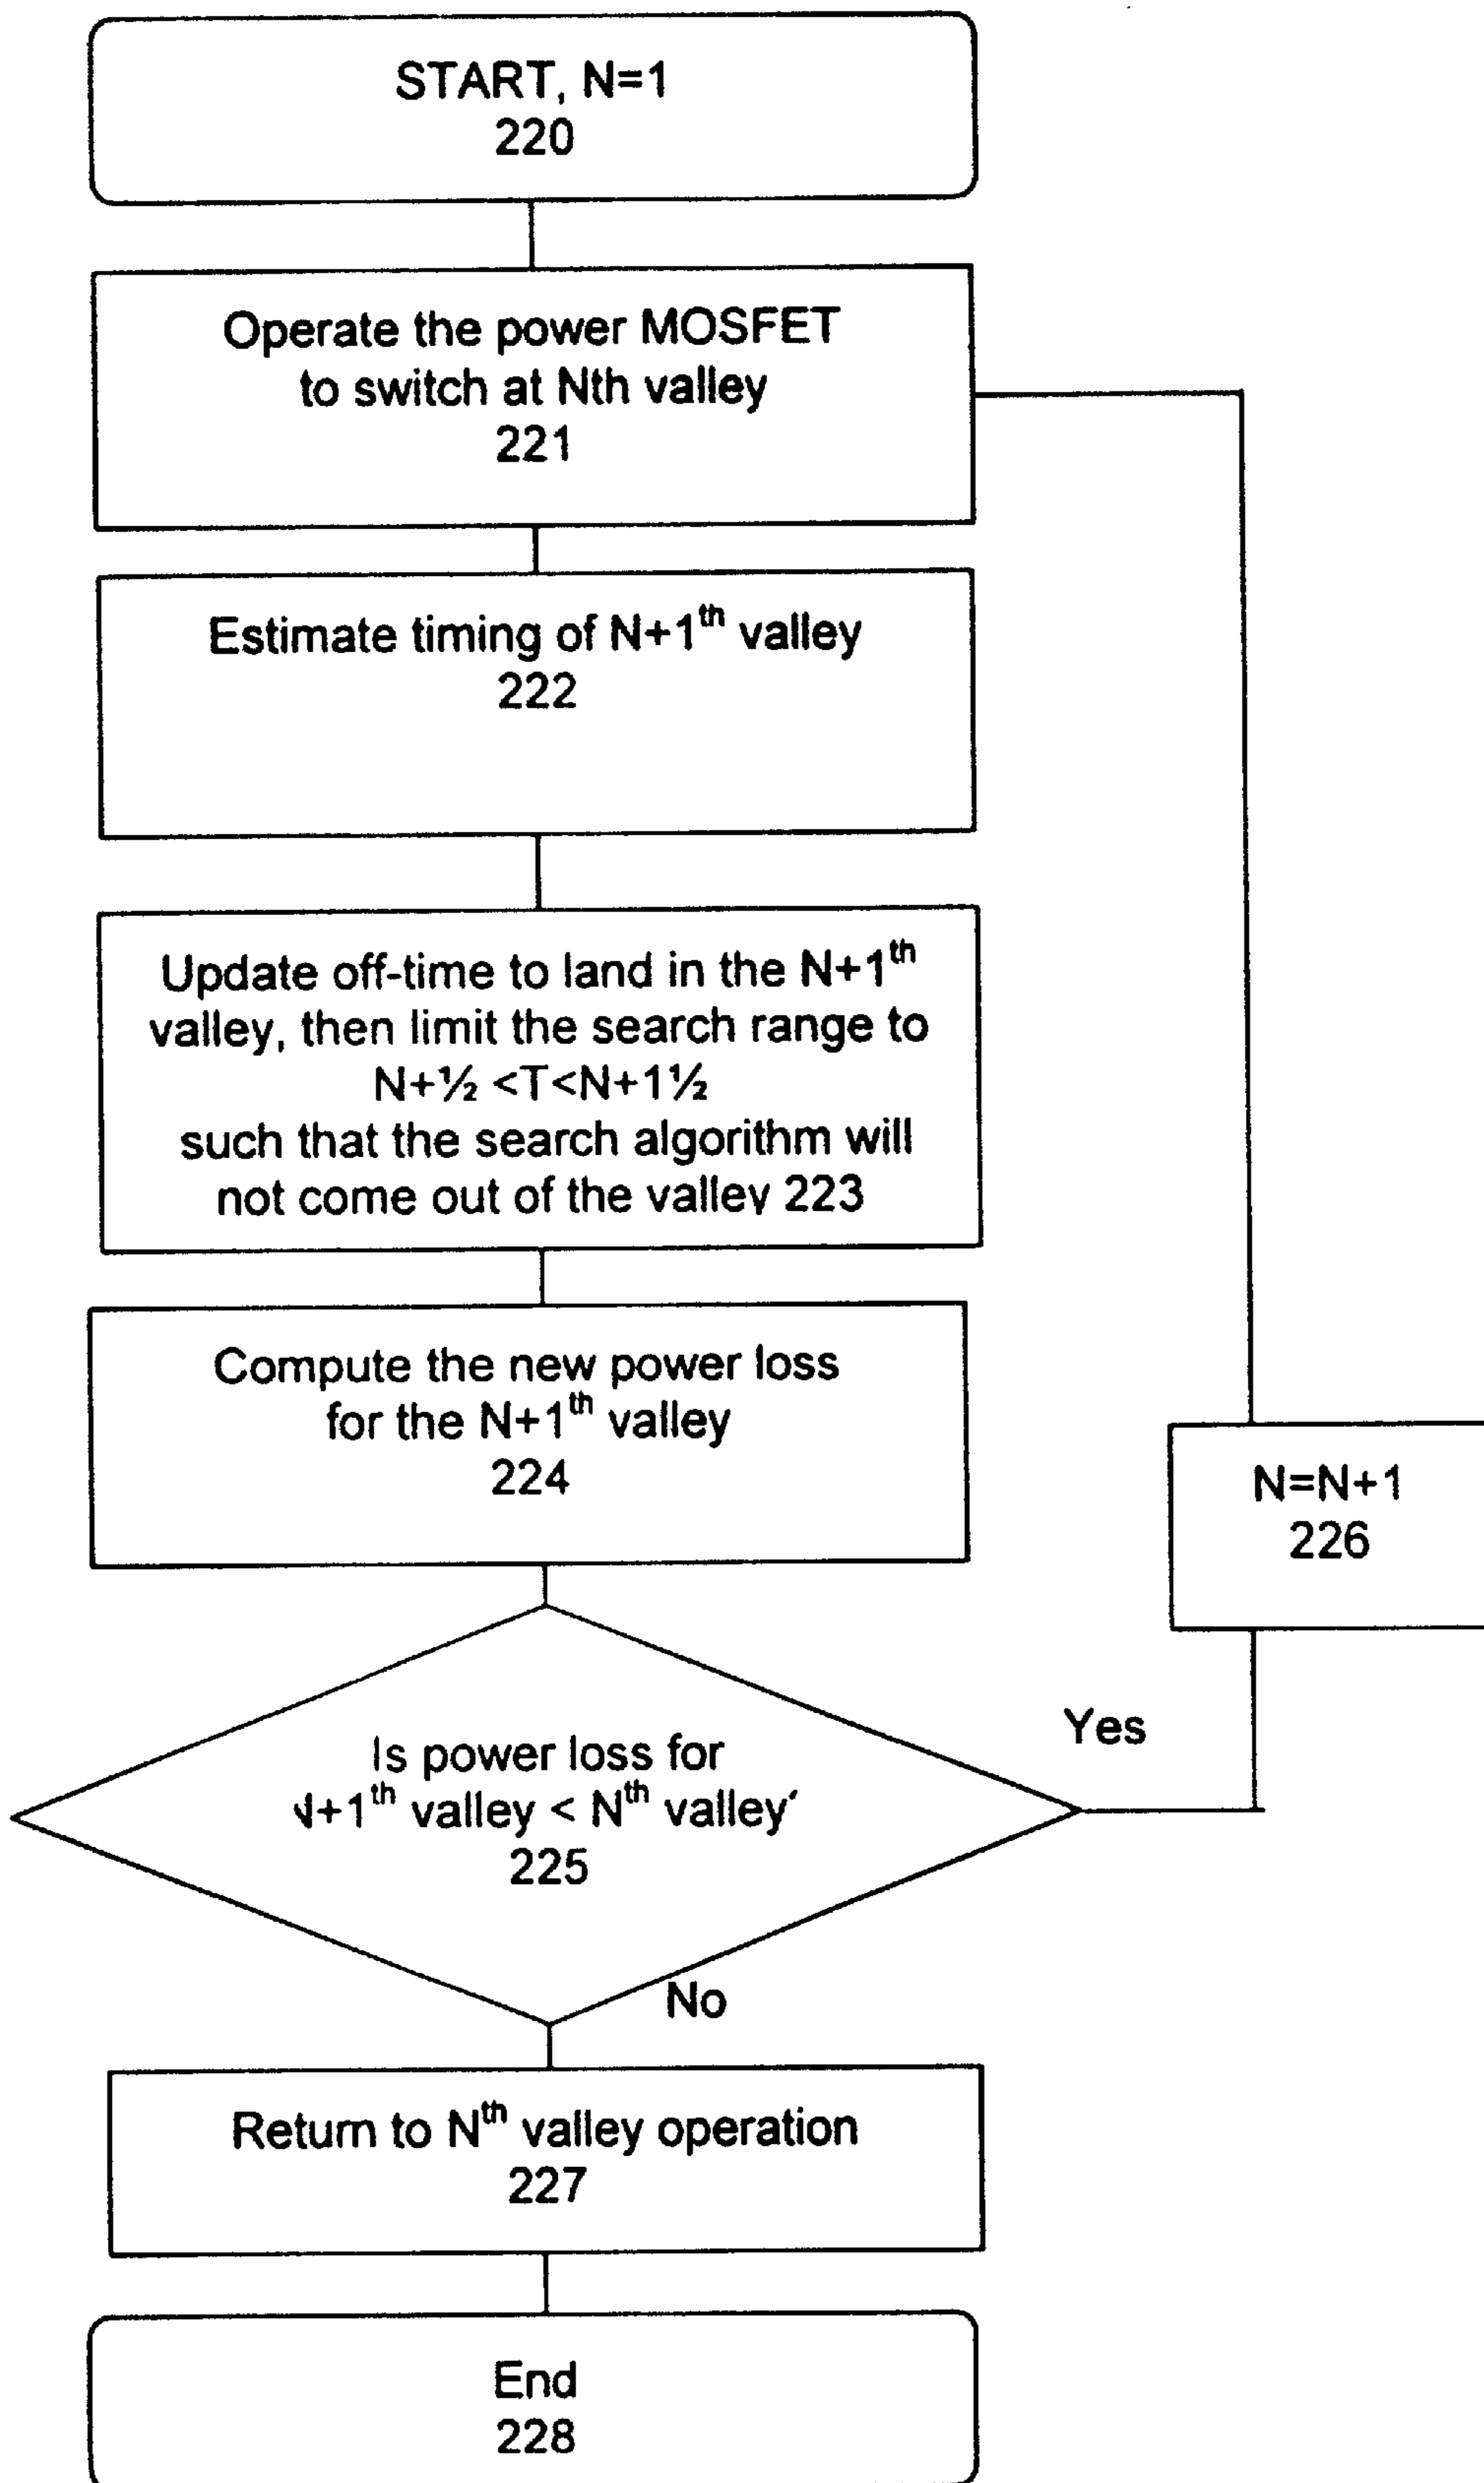 START, N=1
220
Operate the power MOSFET
to switch at Nth valley
221
Estimate timing of N+1th valley
222
Update off-time to land in the N+1th
valley, then limit the search range to
N+½ <T<N+1½
such that the search algorithm will
not come out of the valley 223
Compute the new power loss
for the N+1th valley
224
N=N+1
226
Yes
Is power loss for
N+1th valley < Nth valley
225
No
Return to Nth valley operation
227
End
228